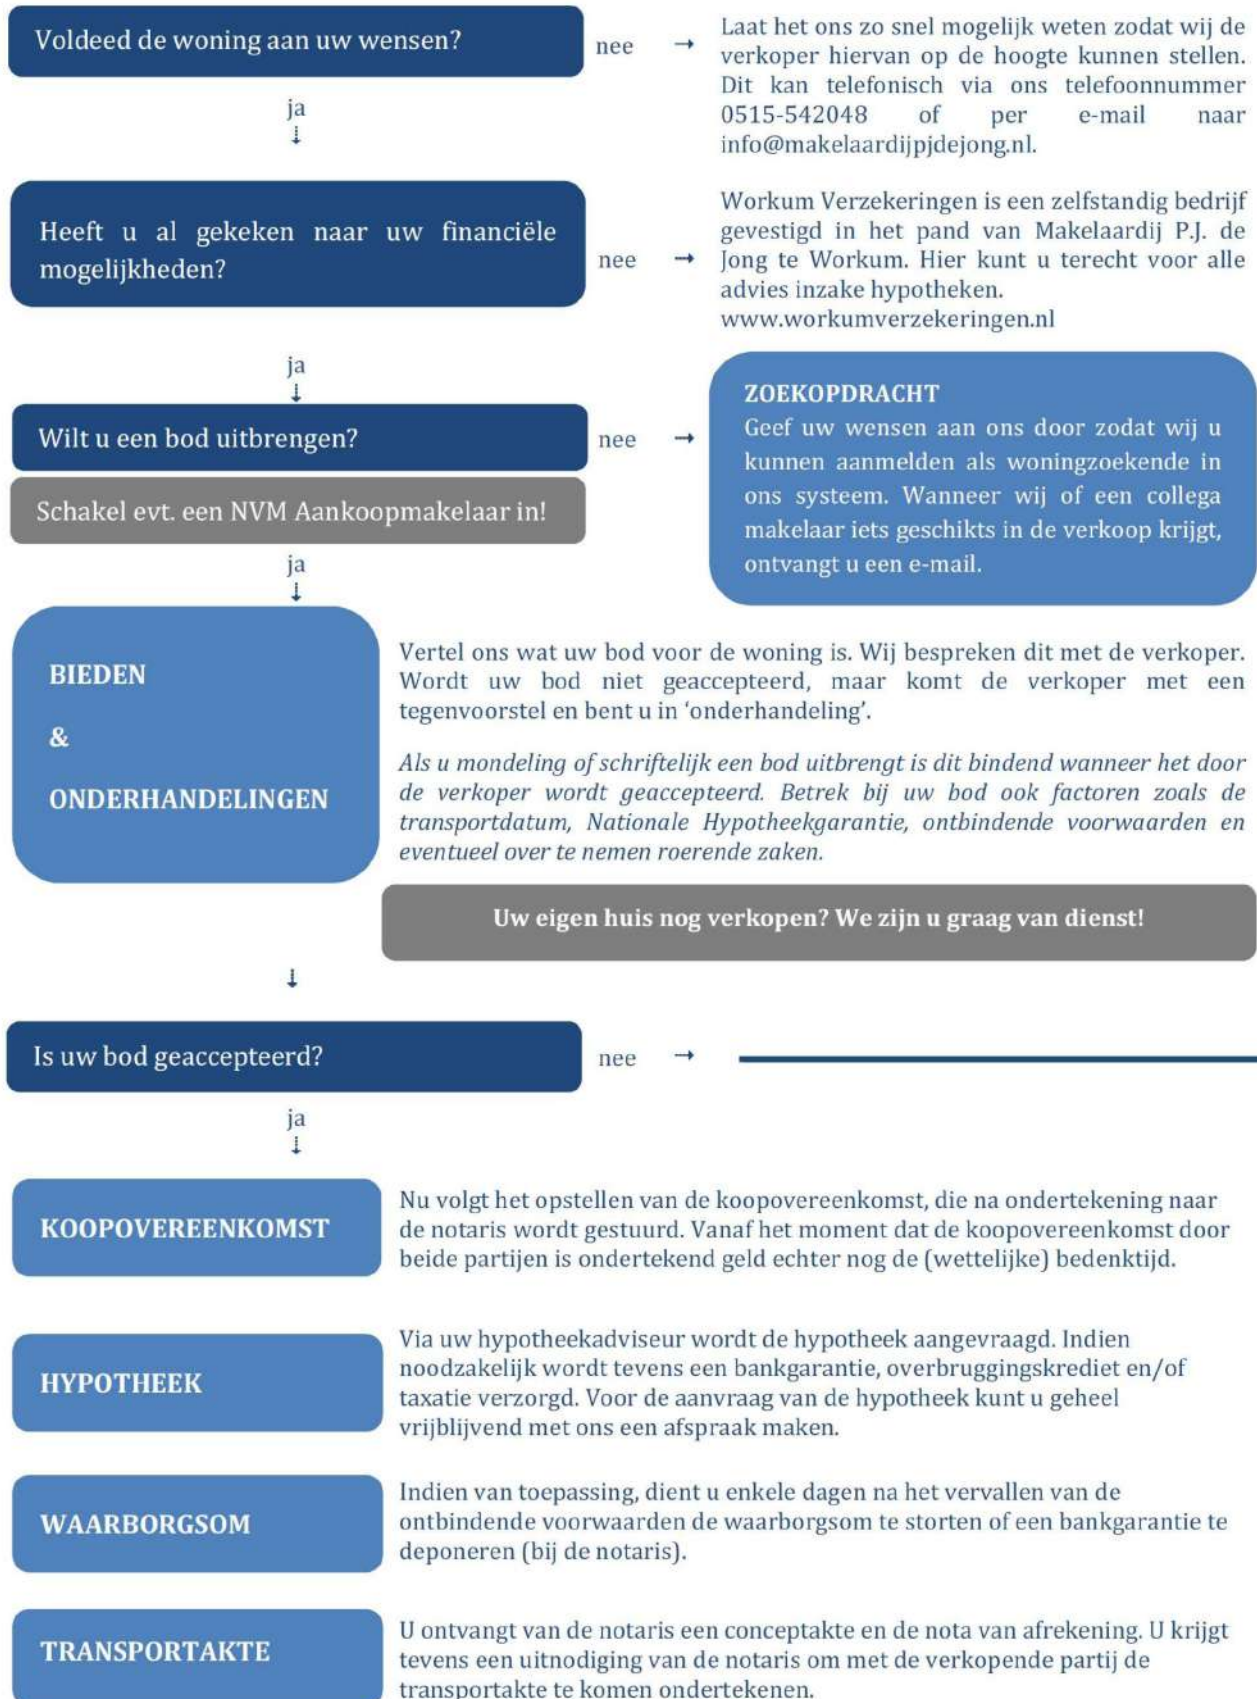 Voldeed de woning aan uw wensen?
nee →
Laat het ons zo snel mogelijk weten zodat wij de
verkoper hiervan op de hoogte kunnen stellen.
Dit kan telefonisch via ons telefoonnummer
0515-542048 of per e-mail naar
info@makelaardijpjdejong.nl.
ja
↓
Heeft u al gekeken naar uw financiële
mogelijkheden?
nee →
Workum Verzekeringen is een zelfstandig bedrijf
gevestigd in het pand van Makelaardij P.J. de
Jong te Workum. Hier kunt u terecht voor alle
advies inzake hypotheken.
www.workumverzekeringen.nl
ja
↓
Wilt u een bod uitbrengen?
nee →
Schakel evt. een NVM Aankoopmakelaar in!
ZOEKOPDRACHT
Geef uw wensen aan ons door zodat wij u
kunnen aanmelden als woningzoekende in
ons systeem. Wanneer wij of een collega
makelaar iets geschikts in de verkoop krijgt,
ontvangt u een e-mail.
ja
↓
BIEDEN
&
ONDERHANDELINGEN
Vertel ons wat uw bod voor de woning is. Wij bespreken dit met de verkoper.
Wordt uw bod niet geaccepteerd, maar komt de verkoper met een
tegenvoorstel en bent u in ‘onderhandeling’.
Als u mondeling of schriftelijk een bod uitbrengt is dit bindend wanneer het door
de verkoper wordt geaccepteerd. Betrek bij uw bod ook factoren zoals de
transportdatum, Nationale Hypotheekgarantie, ontbindende voorwaarden en
eventueel over te nemen roerende zaken.
Uw eigen huis nog verkopen? We zijn u graag van dienst!
↓
Is uw bod geaccepteerd?
nee →
ja
↓
KOOPOVEREENKOMST
Nu volgt het opstellen van de koopovereenkomst, die na ondertekening naar
de notaris wordt gestuurd. Vanaf het moment dat de koopovereenkomst door
beide partijen is ondertekend geld echter nog de (wettelijke) bedenktijd.
HYPOTHEEK
Via uw hypotheekadviseur wordt de hypotheek aangevraagd. Indien
noodzakelijk wordt tevens een bankgarantie, overbruggingskrediet en/of
taxatie verzorgd. Voor de aanvraag van de hypotheek kunt u geheel
vrijblijvend met ons een afspraak maken.
WAARBORGSOM
Indien van toepassing, dient u enkele dagen na het vervallen van de
ontbindende voorwaarden de waarborgsom te storten of een bankgarantie te
deponeren (bij de notaris).
TRANSPORTAKTE
U ontvangt van de notaris een conceptakte en de nota van afrekening. U krijgt
tevens een uitnodiging van de notaris om met de verkopende partij de
transportakte te komen ondertekenen.